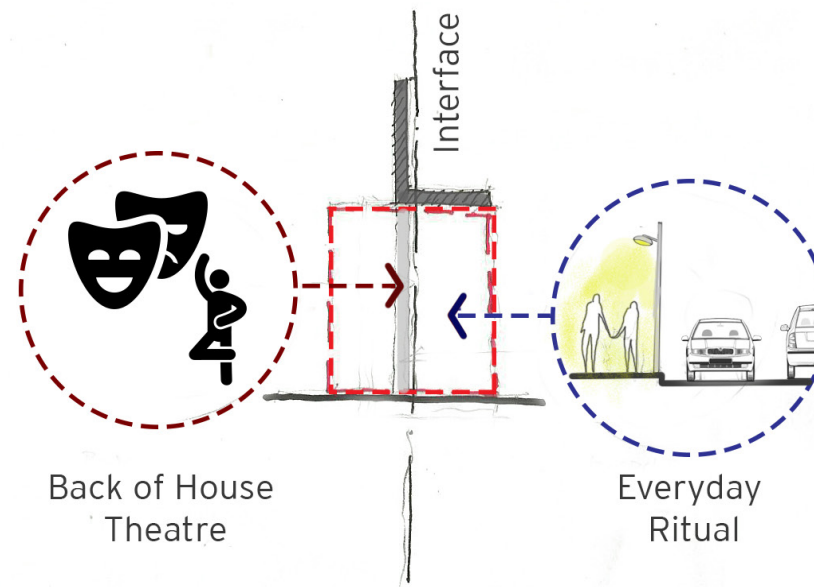 Interface
Back of House
Theatre
Everyday
Ritual